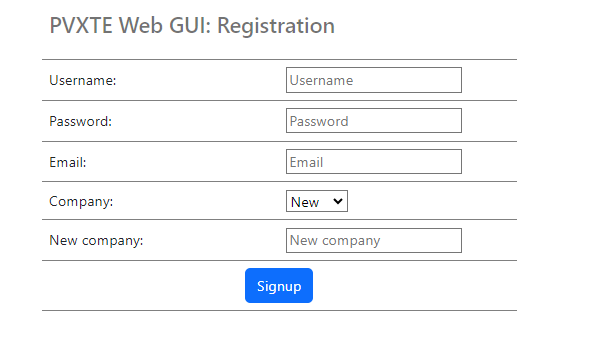 PVXTE Web GUI: Registration
Username: Username
Password: Password
Email: Email
Company: New
New company: New company
Signup